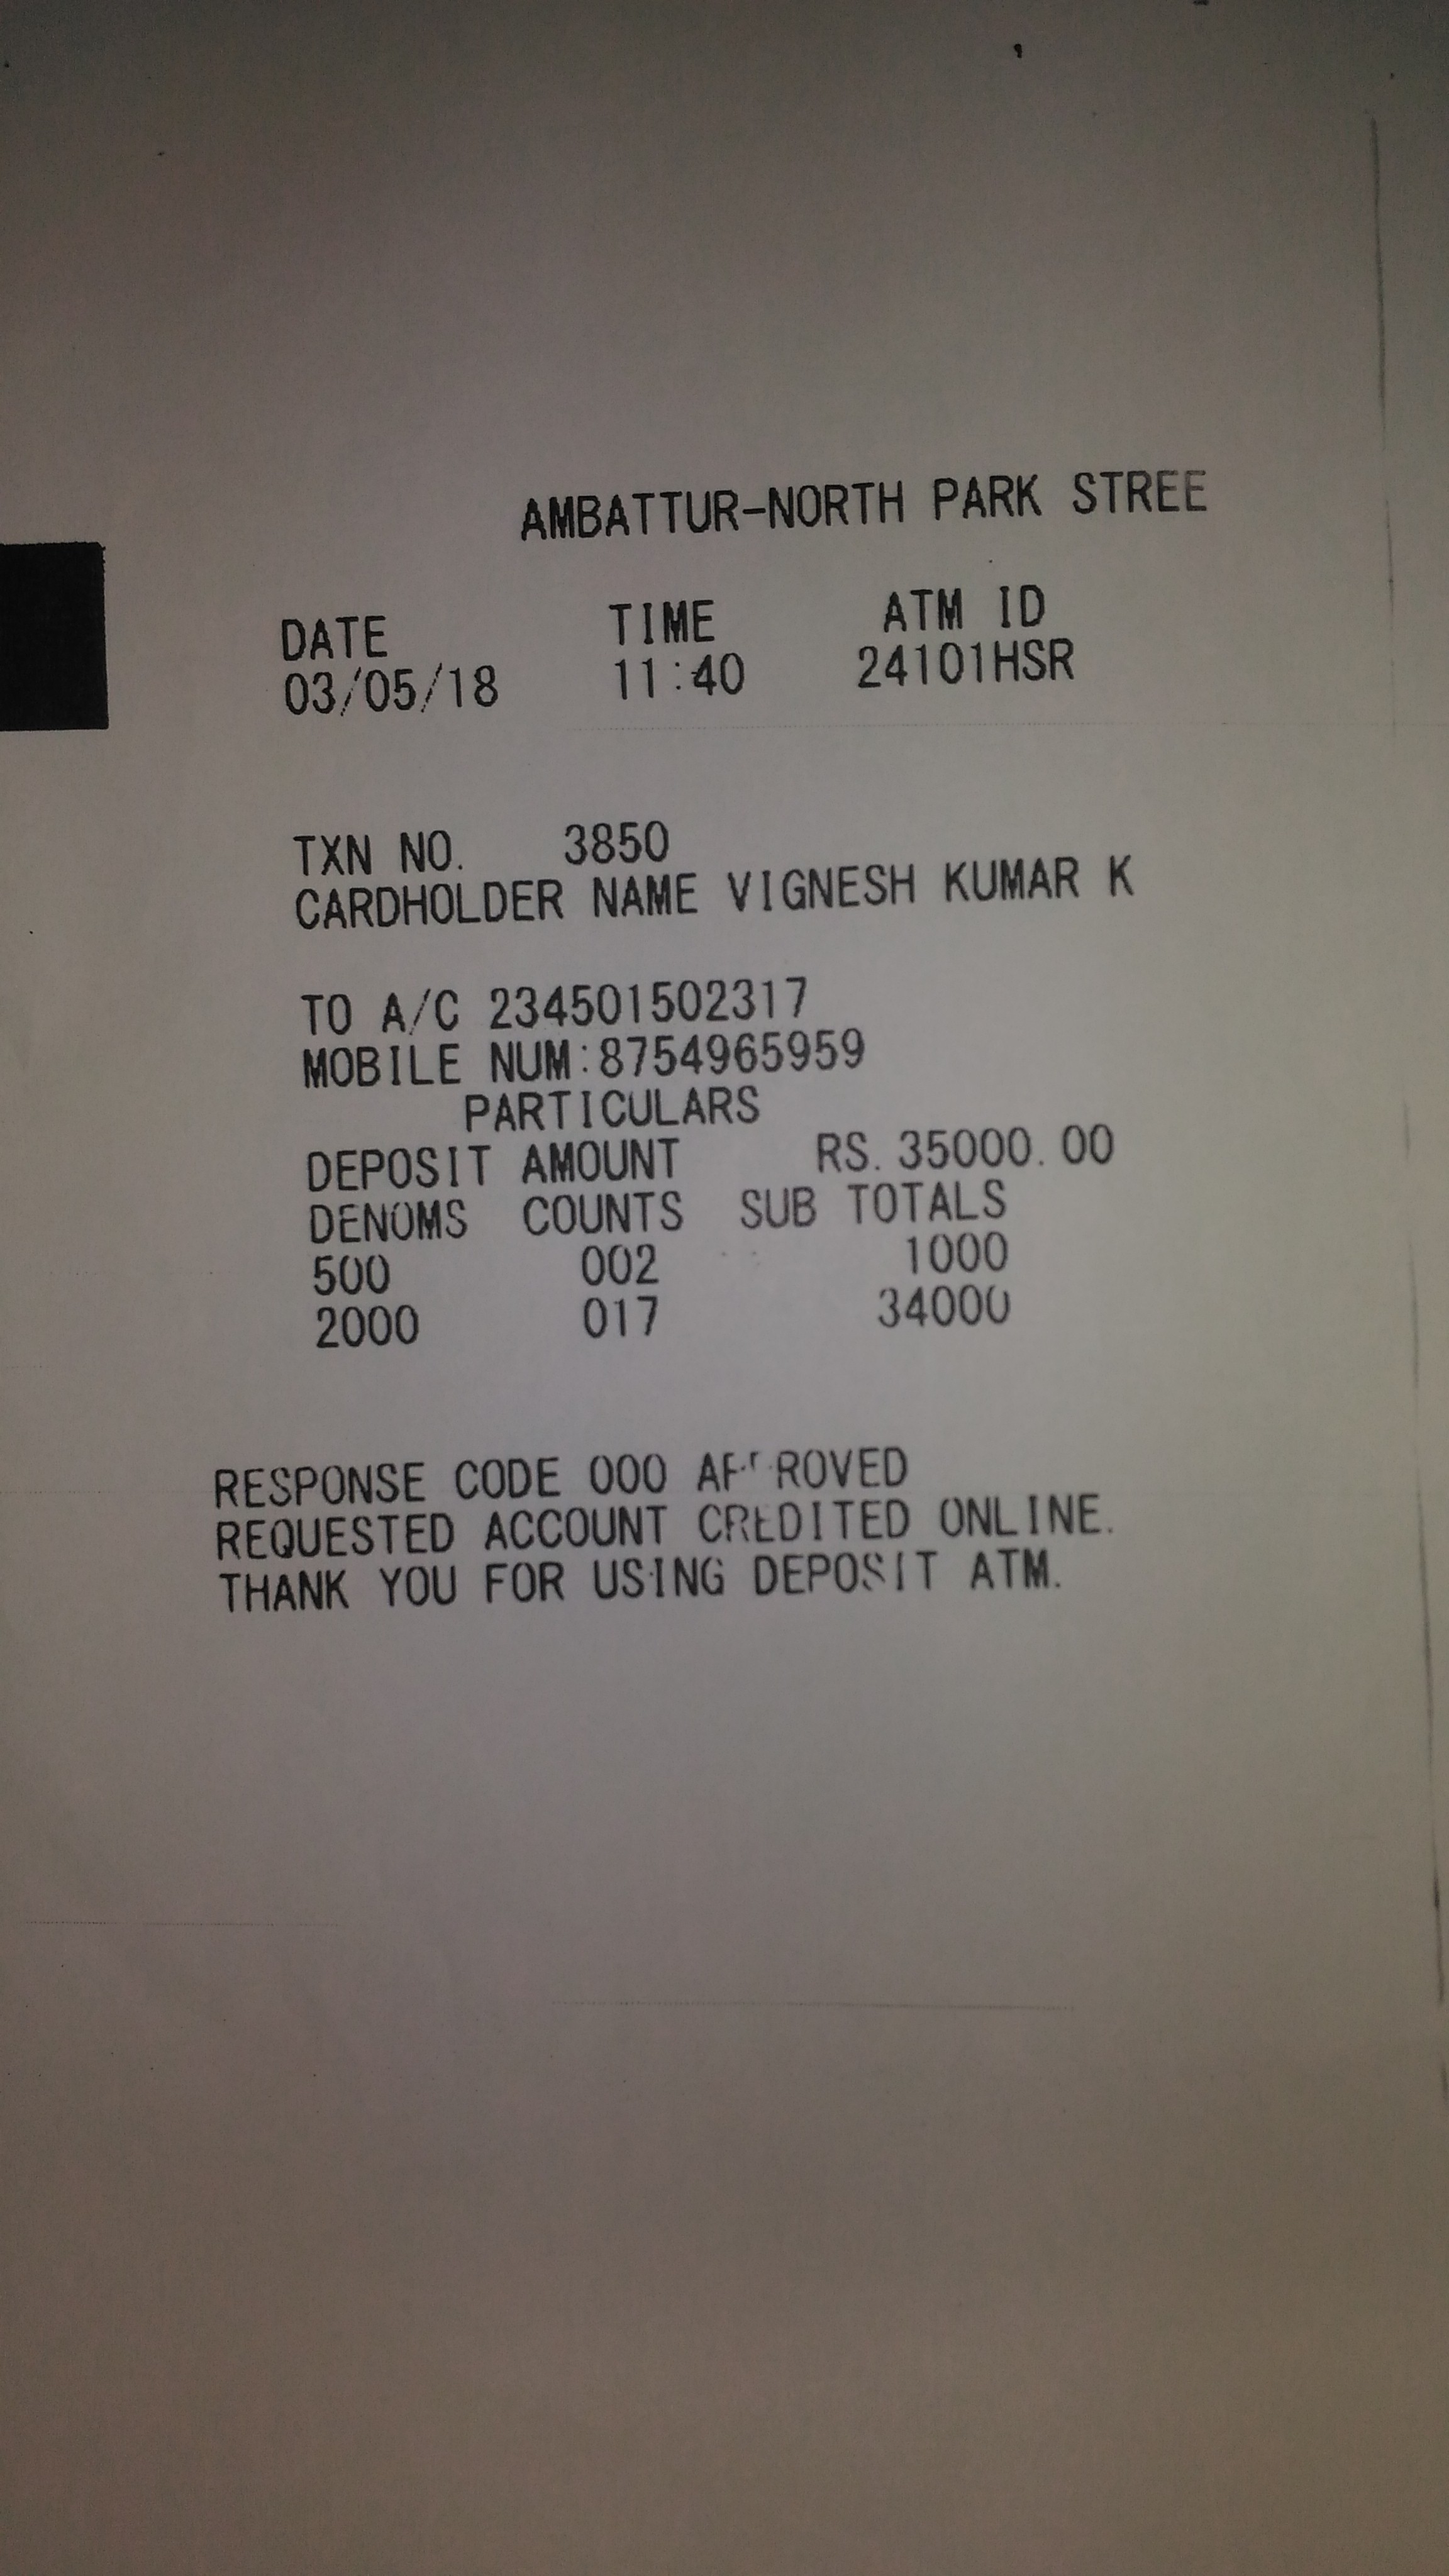 AMBATTUR-NORTH PARK STREE
DATE TIME ATM ID
03/05/18 11:40 24101HSR
TXN NO. 3850
CARDHOLDER NAME VIGNESH KUMAR K
TO A/C 234501502317
MOBILE NUM:8754965959
PARTICULARS
DEPOSIT AMOUNT RS.35000.00
DENOMS COUNTS SUB TOTALS
500 002 1000
2000 017 34000
RESPONSE CODE 000 APPROVED
REQUESTED ACCOUNT CREDITED ONLINE.
THANK YOU FOR USING DEPOSIT ATM.